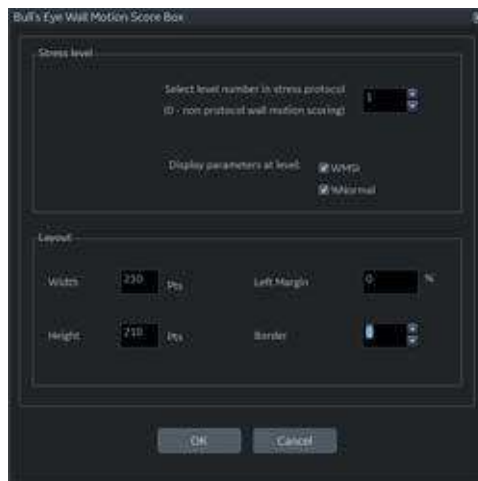 Bull's Eye Wall Motion Score Box
Stress level
Select level number in stress protocol
(0 - non protocol wall motion scoring)
1
Display parameters at level:
WMSI
%Normal
Layout
Width 230 Pts Left Margin 0 %
Height 210 Pts Border 0
OK Cancel